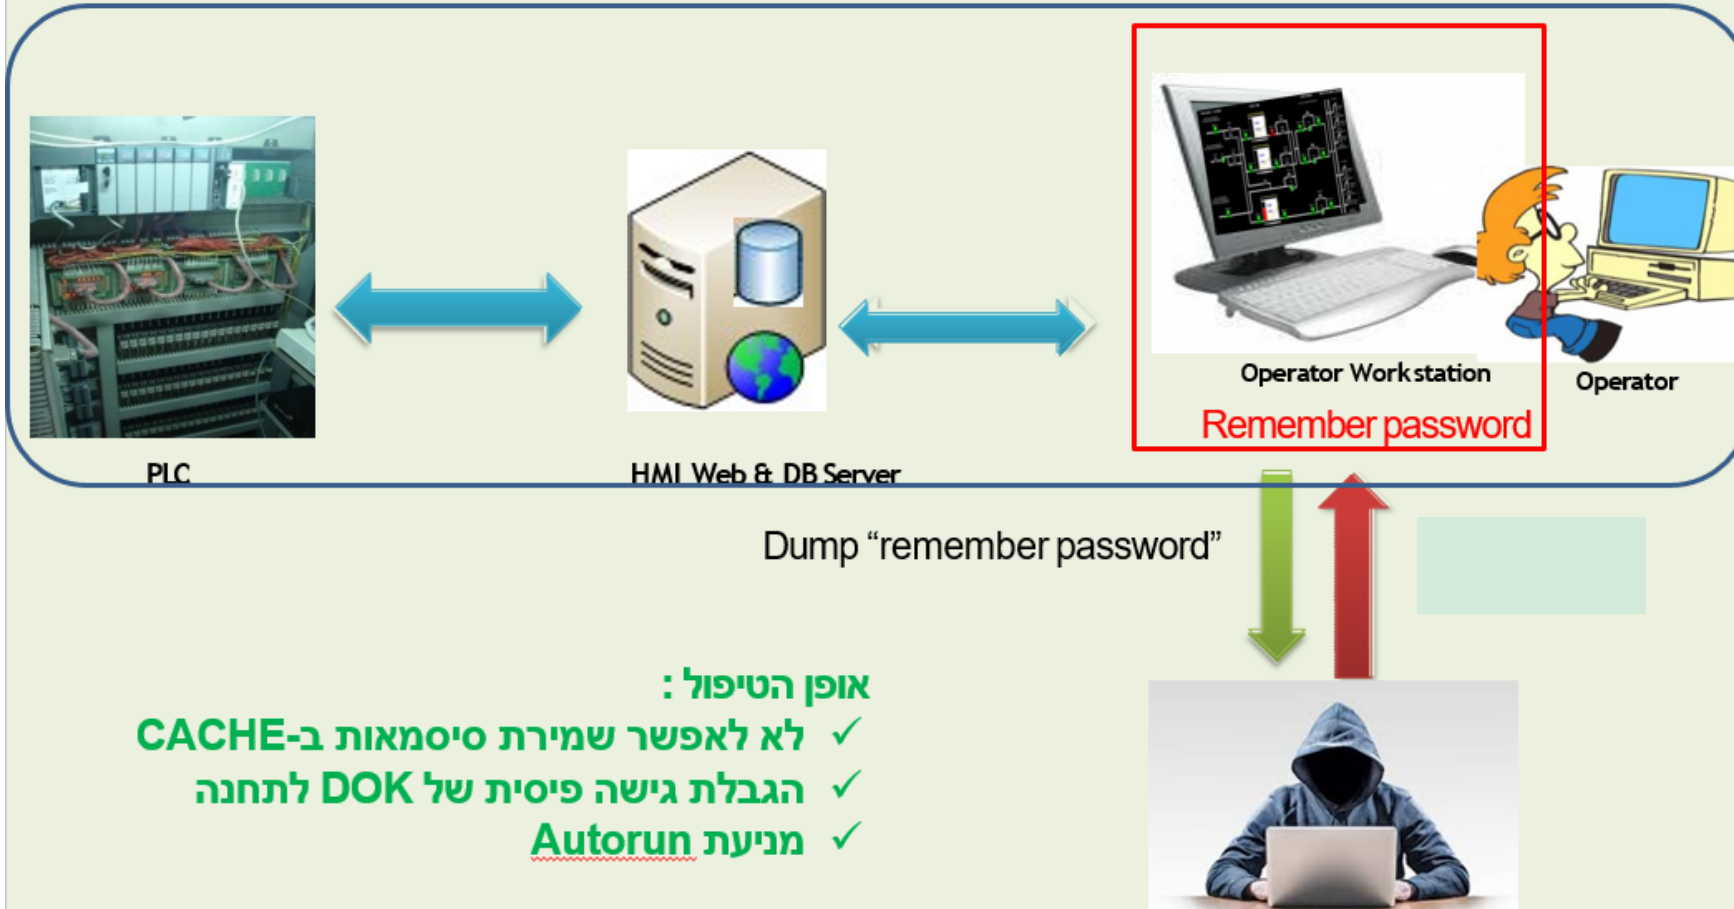 Operator Workstation
Operator
Remember password
PLC
HMI Web & DB Server
Dump “remember password”
אופן הטיפול :
✓ לא לאפשר שמירת סיסמאות ב-CACHE
✓ הגבלת גישה פיסית של DOK לתחנה
✓ מניעת Autorun